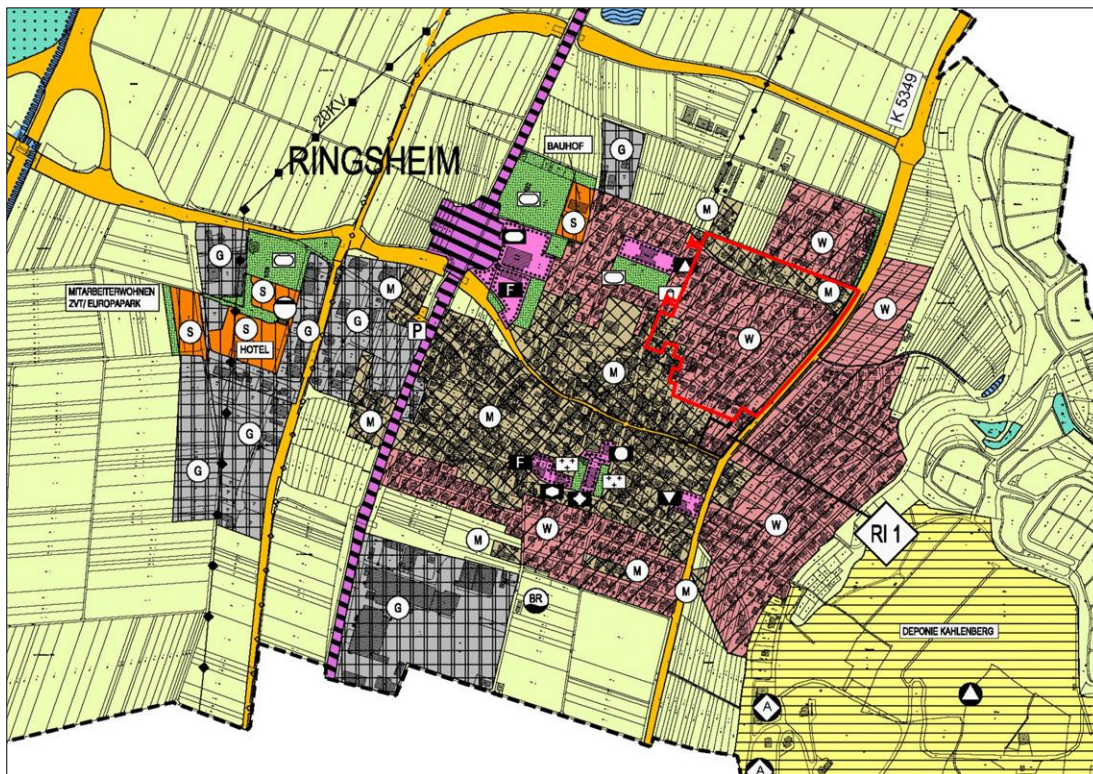 K 5349
20KV
BAUHOF
G
RINGSHEIM
M
S
W
G
M
W
MITARBEITERWOHNEN
ZVT/ EUROPAPARK
S
M
F
G
P
W
S
S
HOTEL
G
M
M
M
G
G
F
W
W
RI 1
M
M
M
BR
G
DEPONIE KAHLENBERG
A
A